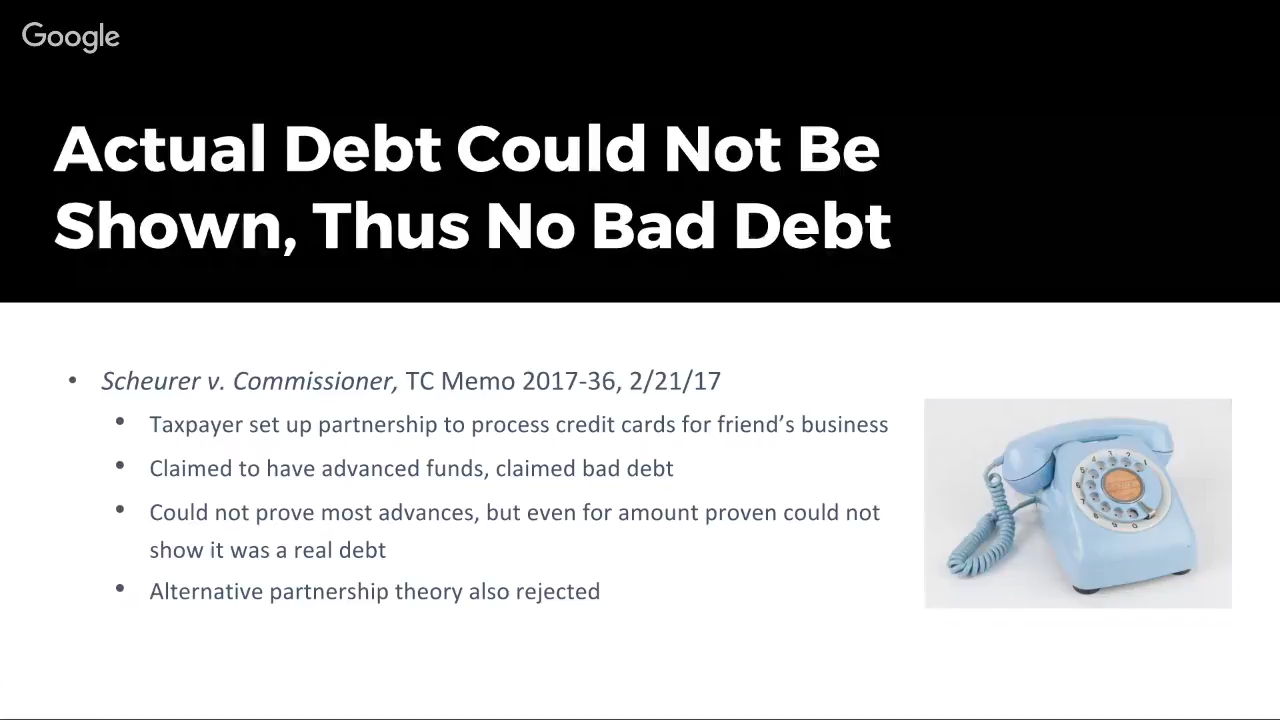 Google
Actual Debt Could Not Be
Shown, Thus No Bad Debt
• Scheurer v. Commissioner, TC Memo 2017-36, 2/21/17
• Taxpayer set up partnership to process credit cards for friend’s business
• Claimed to have advanced funds, claimed bad debt
• Could not prove most advances, but even for amount proven could not
show it was a real debt
• Alternative partnership theory also rejected